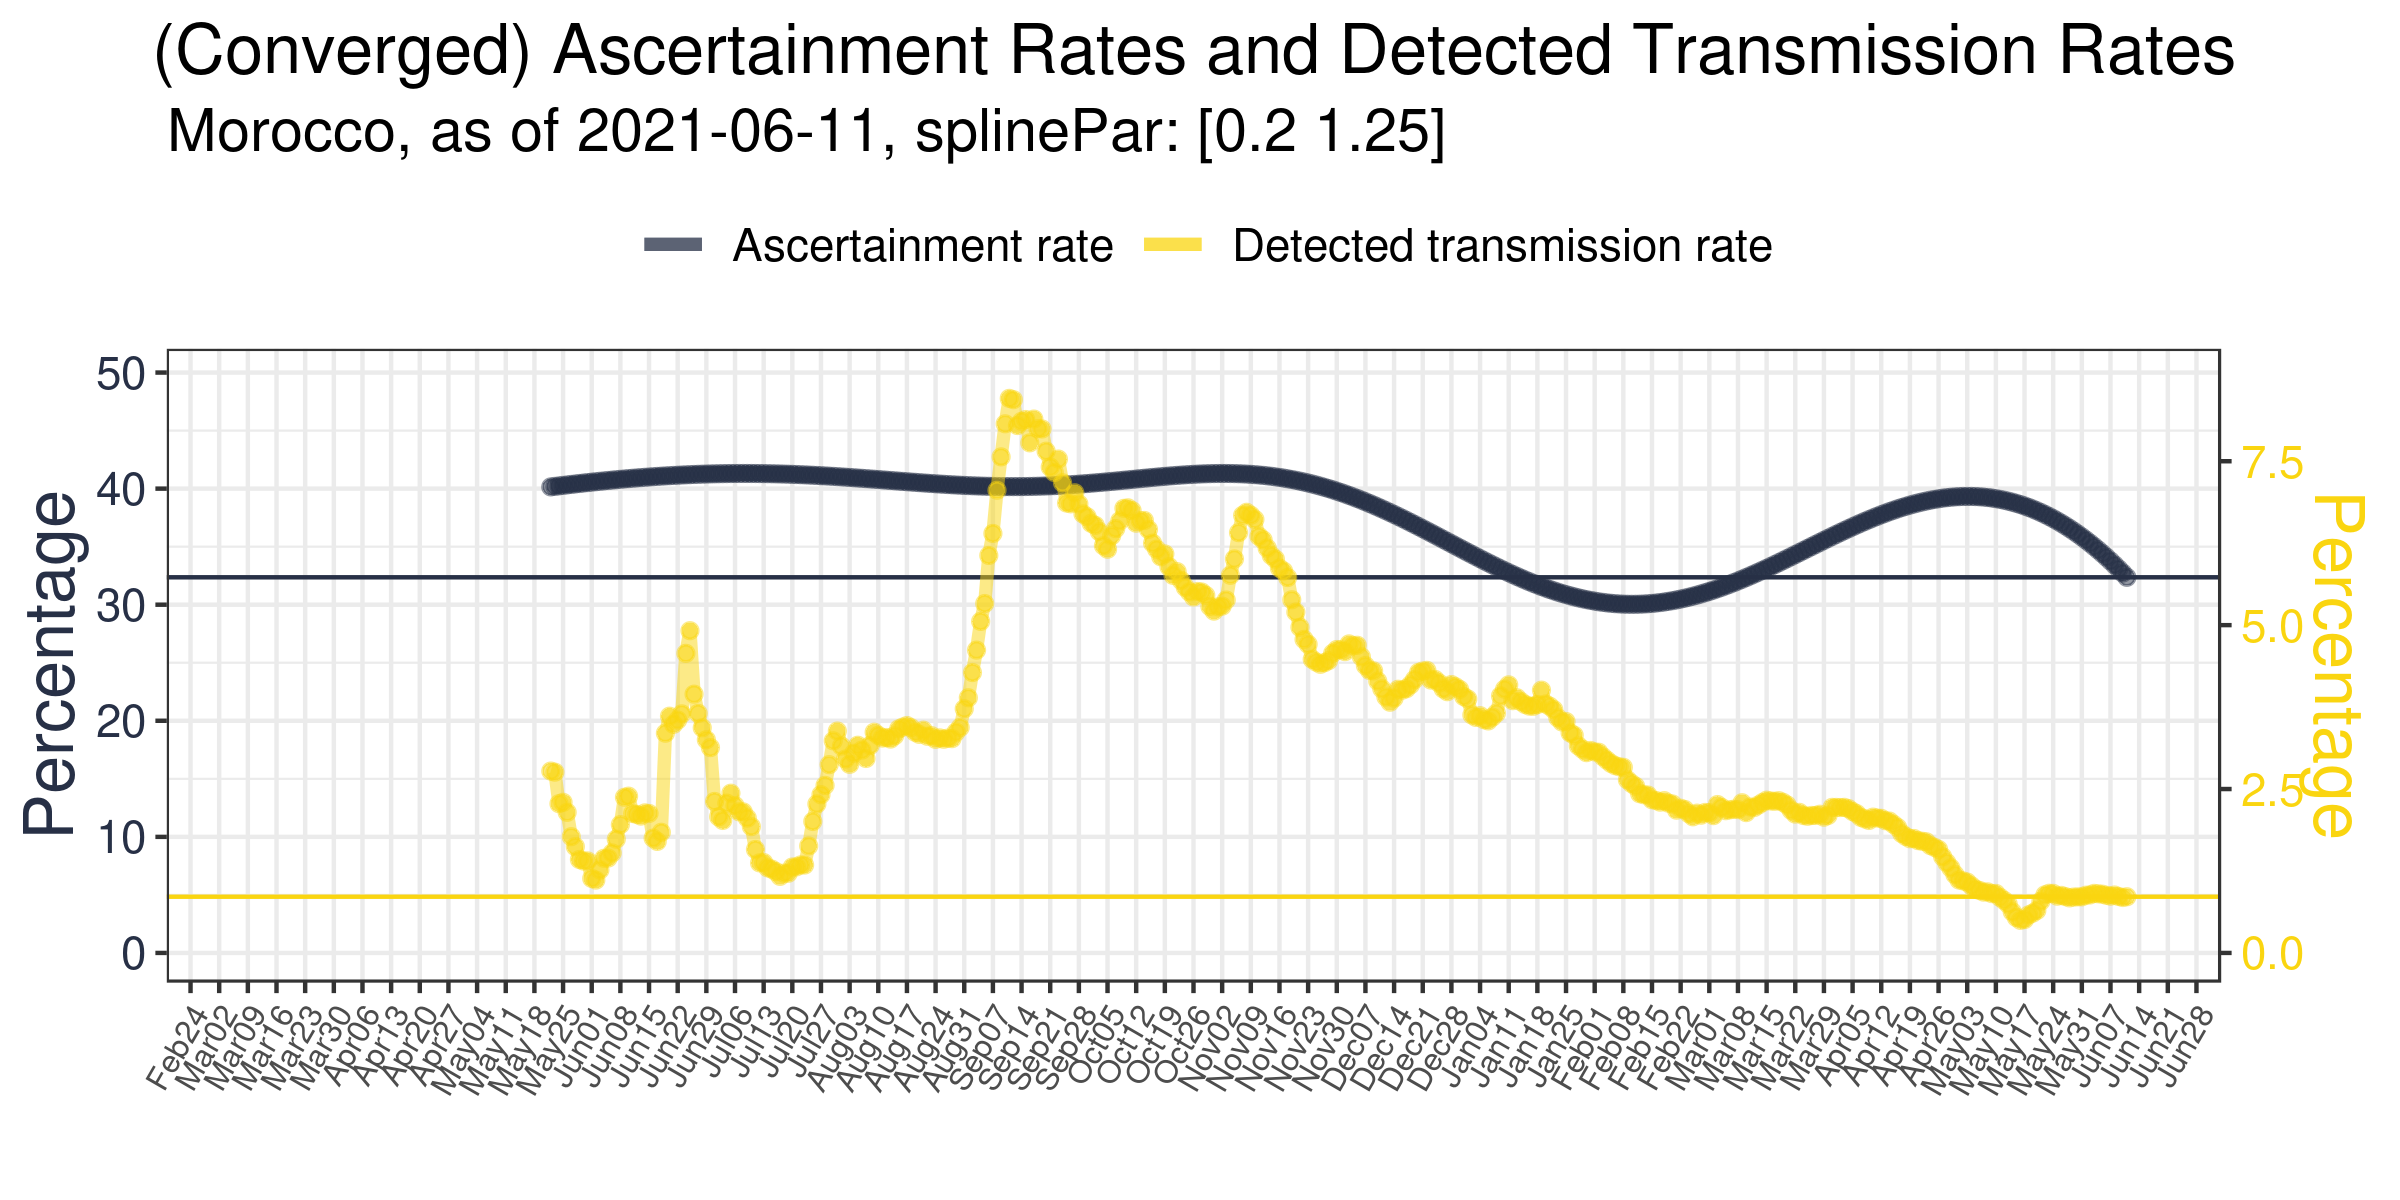 (Converged) Ascertainment Rates and Detected Transmission Rates
Morocco, as of 2021-06-11, splinePar: [0.2 1.25]
Ascertainment rate Detected transmission rate
Percentage
50
40
30
20
10
0
7.5
5.0
2.5
0.0
Percentage
Feb24 Mar02 Mar09 Mar16 Mar23 Mar30 Apr06 Apr13 Apr20 Apr27 May04 May11 May18 May25 Jun01 Jun08 Jun15 Jun22 Jun29 Jul06 Jul13 Jul20 Jul27 Aug03 Aug10 Aug17 Aug24 Aug31 Sep07 Sep14 Sep21 Sep28 Oct05 Oct12 Oct19 Oct26 Nov02 Nov09 Nov16 Nov23 Nov30 Dec07 Dec14 Dec21 Dec28 Jan04 Jan11 Jan18 Jan25 Feb01 Feb08 Feb15 Feb22 Mar01 Mar08 Mar15 Mar22 Mar29 Apr05 Apr12 Apr19 Apr26 May03 May10 May17 May24 May31 Jun07 Jun14 Jun21 Jun28